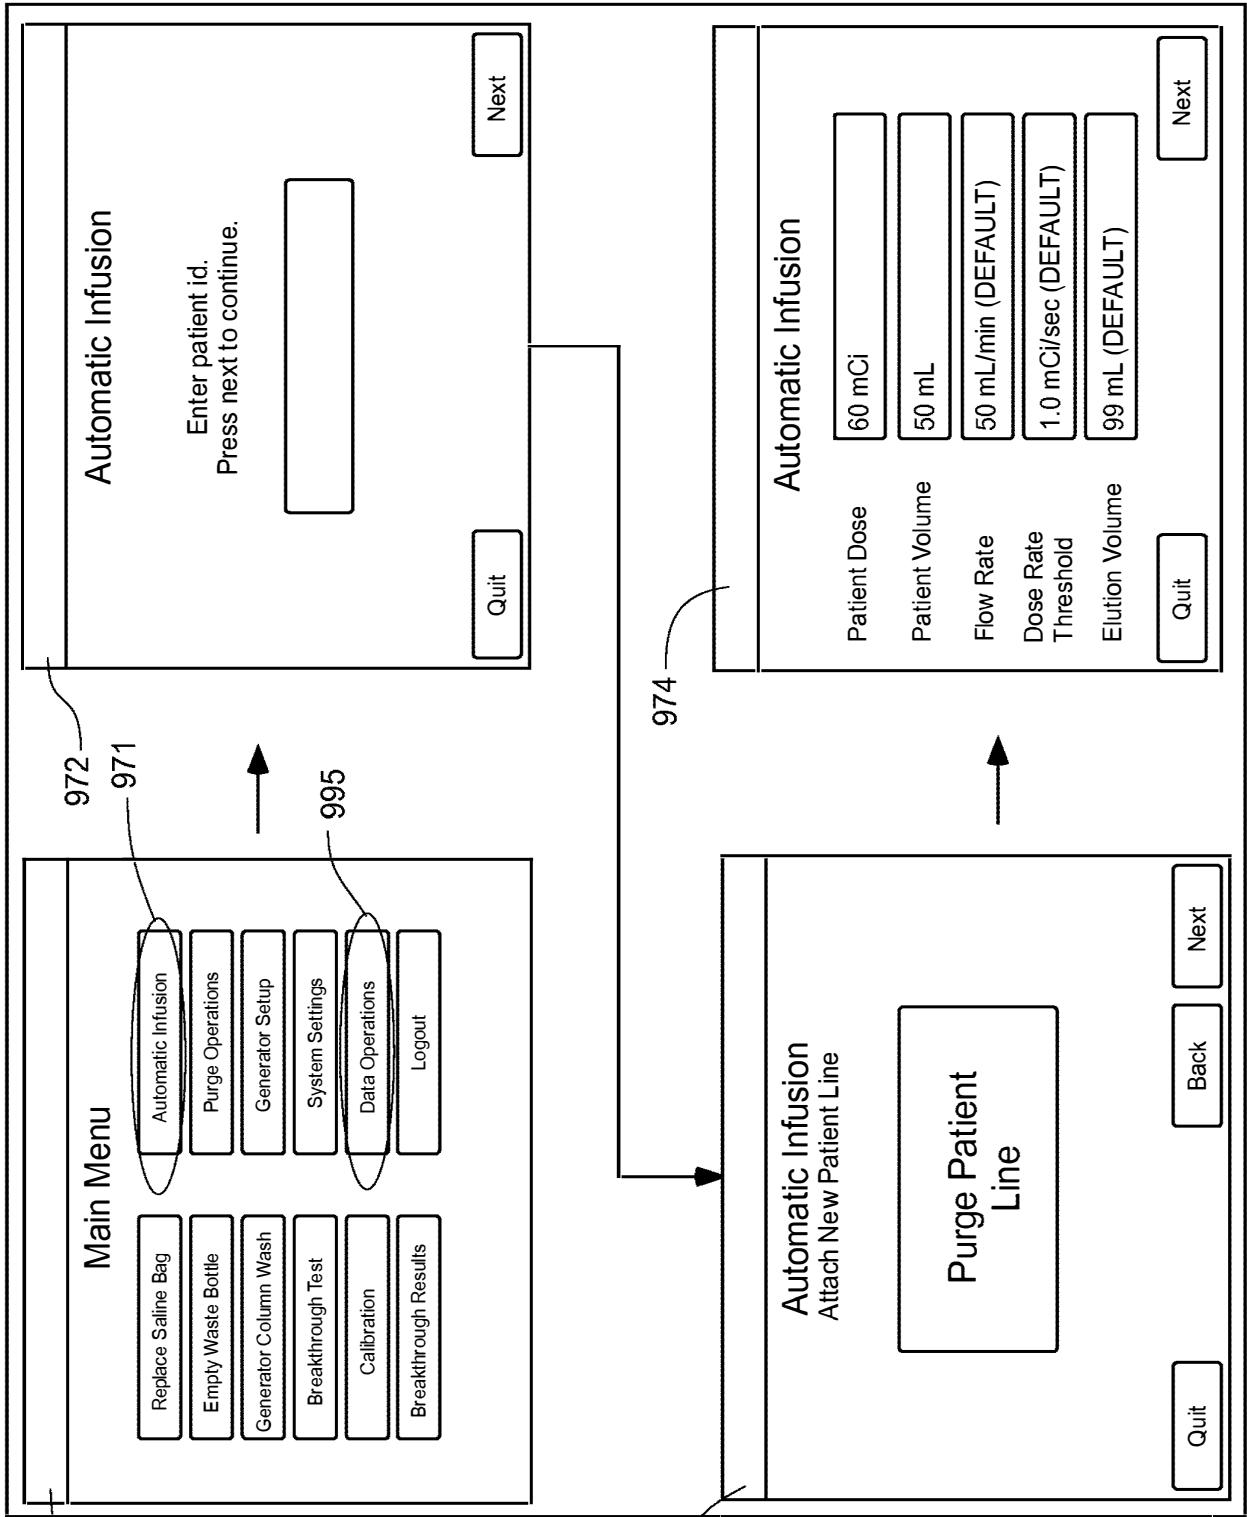 Main Menu
Replace Saline Bag
Empty Waste Bottle
Generator Column Wash
Breakthrough Test
Calibration
Breakthrough Results
Automatic Infusion
Purge Operations
Generator Setup
System Settings
Data Operations
Logout
971
995
972
Automatic Infusion
Enter patient id.
Press next to continue.
Quit
Next
Automatic Infusion
Attach New Patient Line
Purge Patient
Line
Quit
Back
Next
974
Automatic Infusion
Patient Dose
60 mCi
Patient Volume
50 mL
Flow Rate
50 mL/min (DEFAULT)
Dose Rate
Threshold
1.0 mCi/sec (DEFAULT)
Elution Volume
99 mL (DEFAULT)
Quit
Next